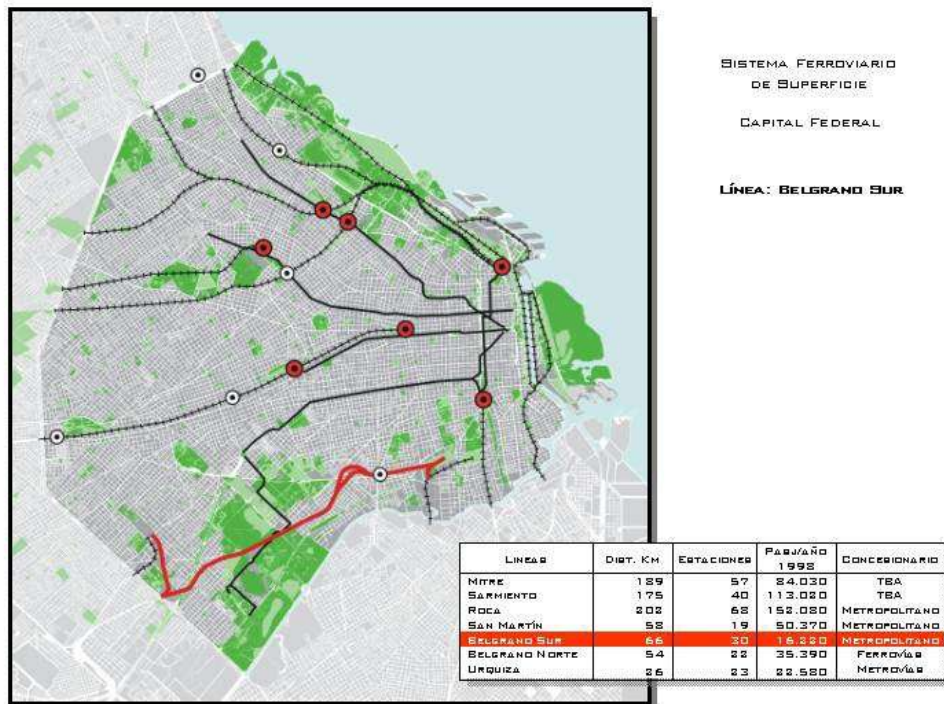 SISTEMA FERROVIARIO
DE SUPERFICIE
CAPITAL FEDERAL
LÍNEA: BELGRANO SUR
LINEAS DIST. KM ESTACIONES PASJ/AÑO 1998 CONCESIONARIO
MITRE 189 57 84.030 TBA
SARMIENTO 175 40 113.020 TBA
ROCA 202 68 152.080 METROPOLITANO
SAN MARTÍN 58 19 50.370 METROPOLITANO
BELGRANO SUR 66 30 16.220 METROPOLITANO
BELGRANO NORTE 54 22 35.390 FERROVÍAS
URQUIZA 26 23 22.580 METROVÍAS